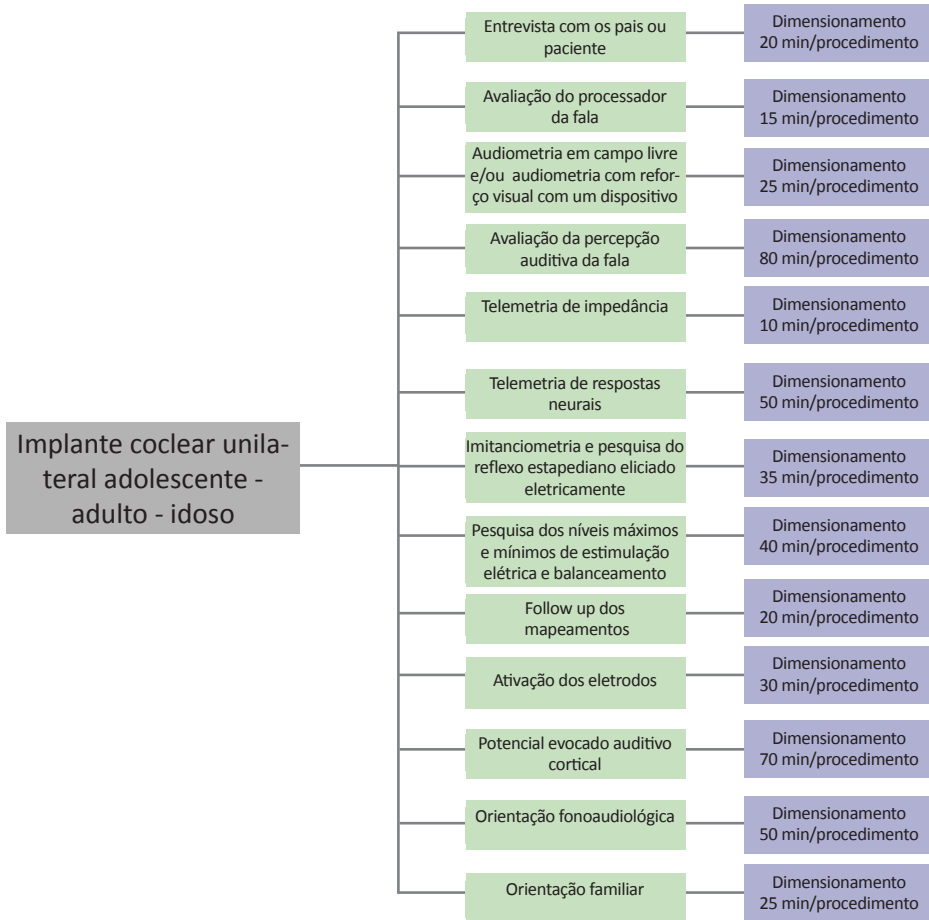 Implante coclear unila-
teral adolescente -
adulto - idoso
Entrevista com os pais ou
paciente
Dimensionamento
20 min/procedimento
Avaliação do processador
da fala
Dimensionamento
15 min/procedimento
Audiometria em campo livre
e/ou audiometria com refor-
ço visual com um dispositivo
Dimensionamento
25 min/procedimento
Avaliação da percepção
auditiva da fala
Dimensionamento
80 min/procedimento
Telemetria de impedância
Dimensionamento
10 min/procedimento
Telemetria de respostas
neurais
Dimensionamento
50 min/procedimento
Imitanciometria e pesquisa do
reflexo estapediano eliciado
eletricamente
Dimensionamento
35 min/procedimento
Pesquisa dos níveis máximos
e mínimos de estimulação
elétrica e balanceamento
Dimensionamento
40 min/procedimento
Follow up dos
mapeamentos
Dimensionamento
20 min/procedimento
Ativação dos eletrodos
Dimensionamento
30 min/procedimento
Potencial evocado auditivo
cortical
Dimensionamento
70 min/procedimento
Orientação fonoaudiológica
Dimensionamento
50 min/procedimento
Orientação familiar
Dimensionamento
25 min/procedimento